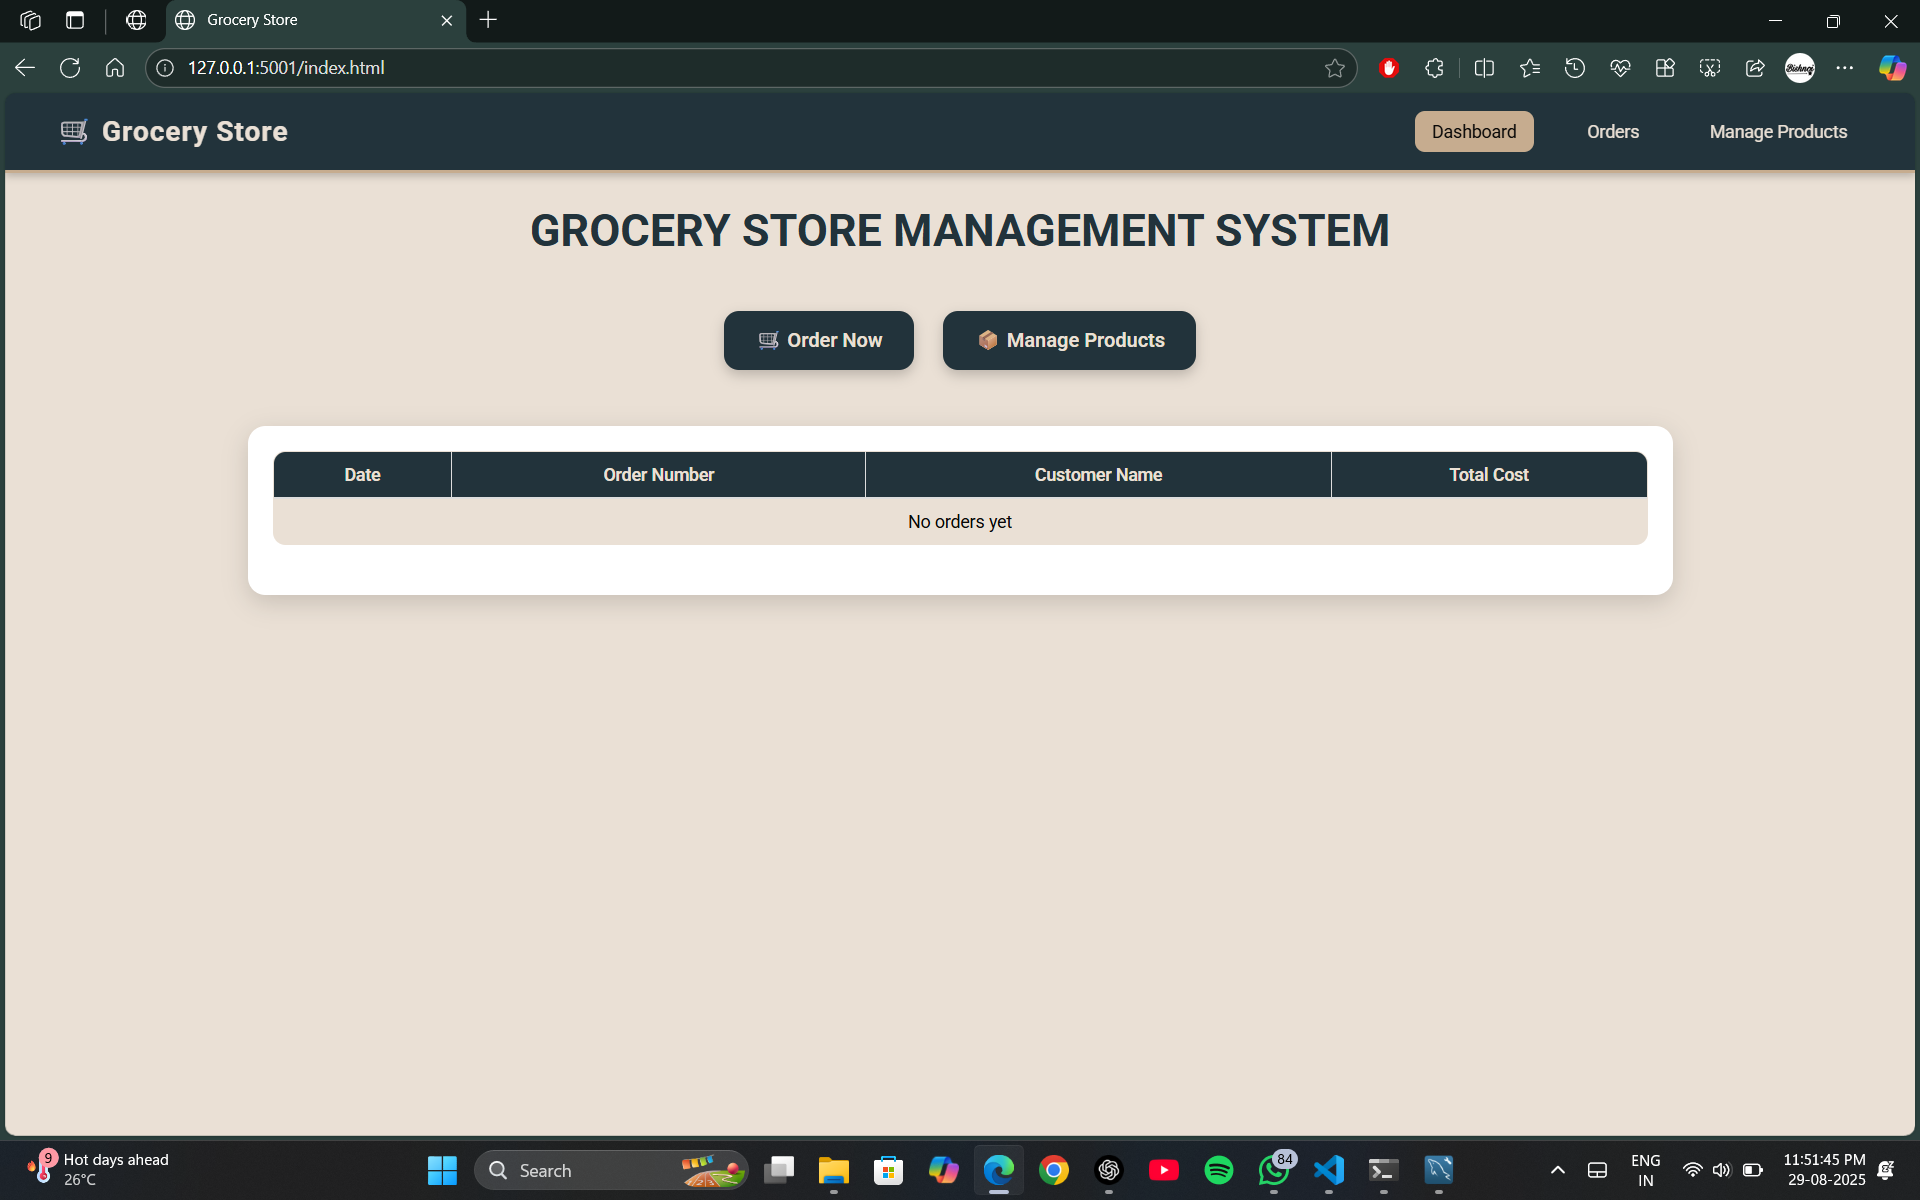 Grocery Store
127.0.0.1:5001/index.html
Bishnoi
Grocery Store
Dashboard
Orders
Manage Products
GROCERY STORE MANAGEMENT SYSTEM
Order Now
Manage Products
Date
Order Number
Customer Name
Total Cost
No orders yet
9
Hot days ahead
26°C
Search
84
ENG
IN
11:51:45 PM
29-08-2025